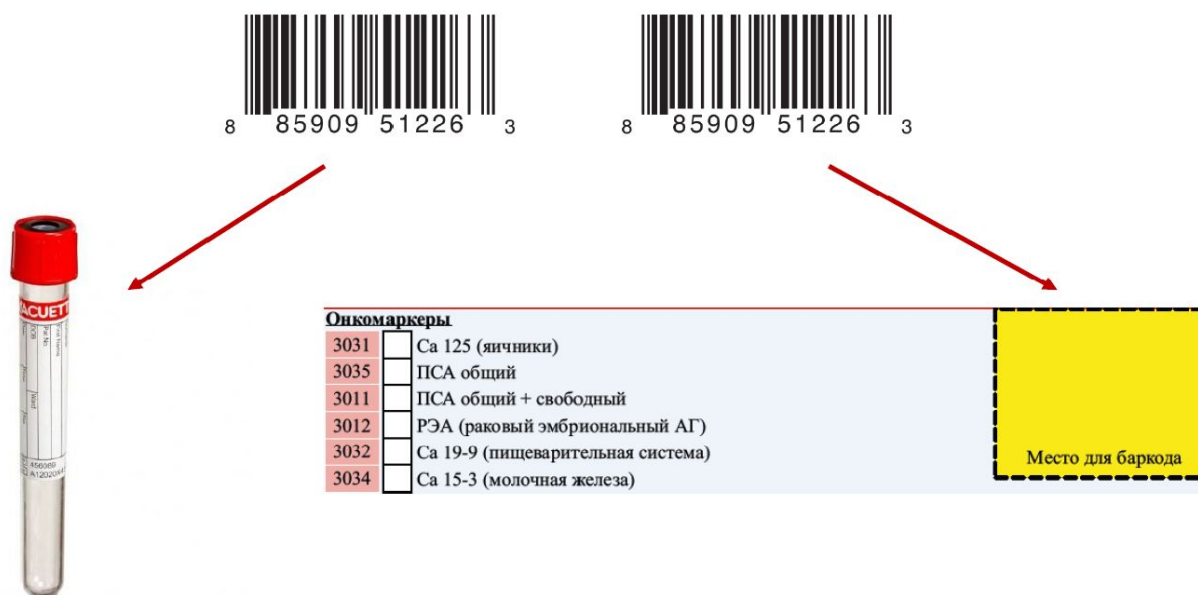 8 85909 51226 3
8 85909 51226 3
ACUETT
Онкомаркеры
3031 Са 125 (яичники)
3035 ПСА общий
3011 ПСА общий + свободный
3012 РЭА (раковый эмбриональный АГ)
3032 Са 19-9 (пищеварительная система)
3034 Са 15-3 (молочная железа)
Место для баркода